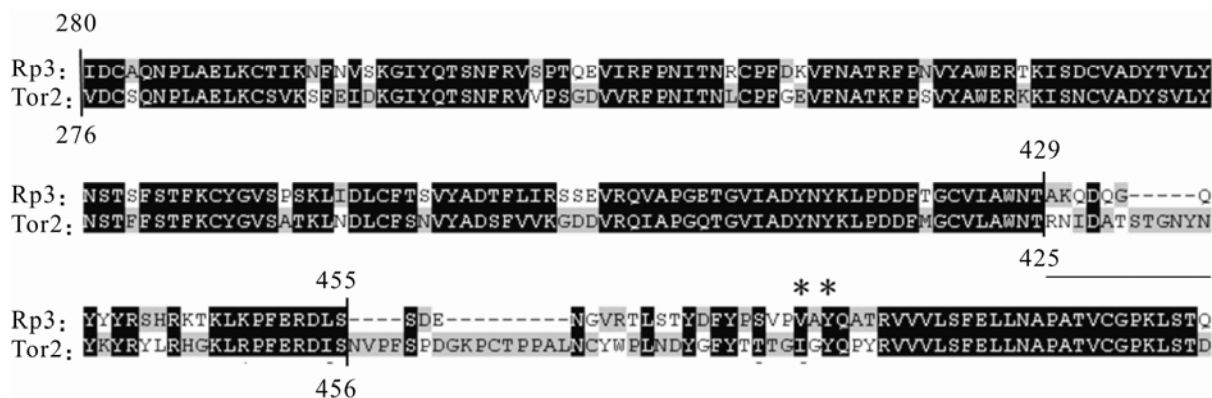 280
Rp3: IDCAQNPLAELKCTIKNFNVSKGIYQTSNFRVSPTQEVIRFPNITNRCPFDKVFNATRFPNVYAWERTKISDCVADYTVLY
Tor2: VDCSQNPLAELKCSVKSFEIDKGIYQTSNFRVVPSGDVVRFPNITNLCPFGEVFNATKFPSVYAWERKKISNCVADYSVLY
276
429
Rp3: NSTSFSTFKCYGVSPSKLIDLCFTSVYADTFLIRSSEVRQVAPGETGVIADYNYKLPDDFTGCVIAWNTAKQDQG-----Q
Tor2: NSTFFSTFKCYGVSATKLNDLCFSNVYADSFVVKGDDVRQIAPGQTGVIADYNYKLPDDFMGCVLAWNTRNIDATSTGNYN
425
455 * *
Rp3: YYYRSHRKTKLKPFERDLS----SDE---------NGVRTLSTYDFYPSVPVAYQATRVVVLSFELLNAPATVCGPKLSTQ
Tor2: YKYRYLRHGKLRPFERDISNVPFSPDGKPCTPPALNCYWPLNDYGFYTTTGIGYQPYRVVVLSFELLNAPATVCGPKLSTD
456